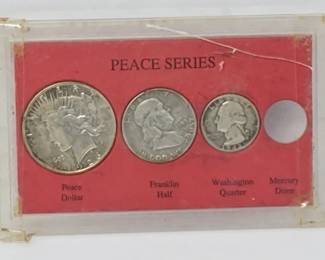 PEACE SERIES
Peace Franklin Washington Mercury
Dollar Half Quarter Dime